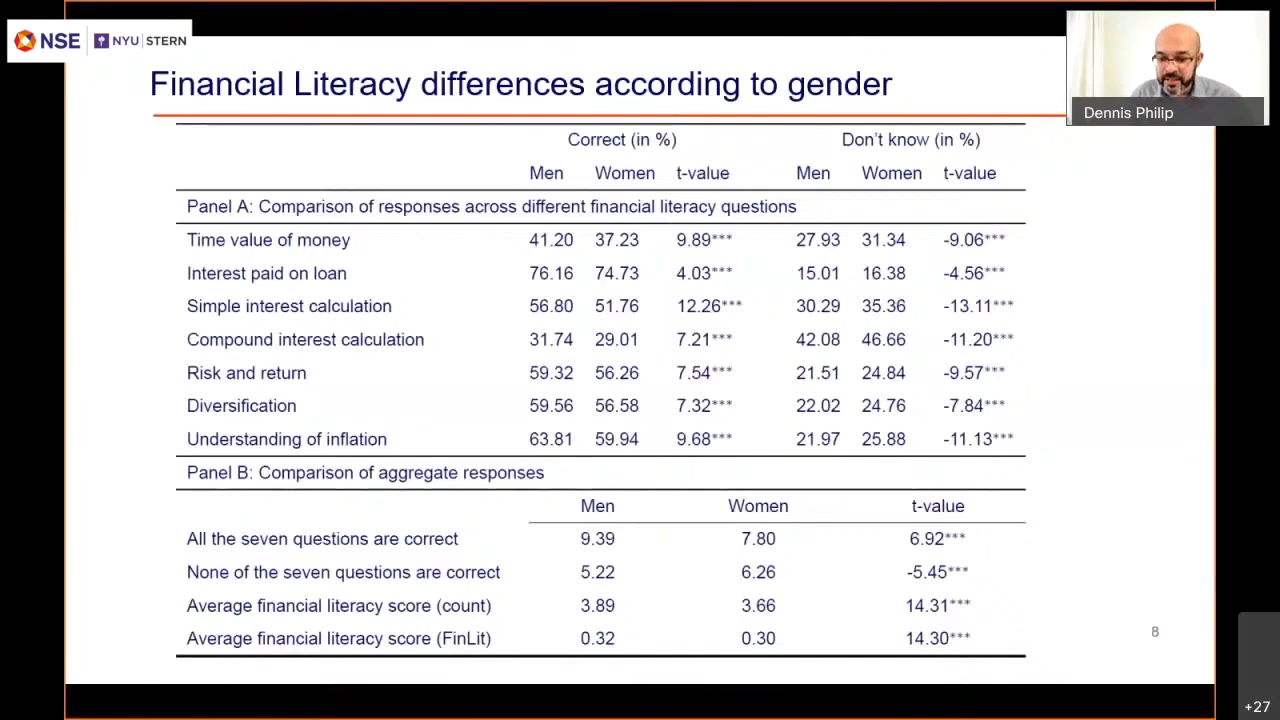 NSE NYU STERN
Financial Literacy differences according to gender
Dennis Philip
Correct (in %) Don't know (in %)
Men Women t-value Men Women t-value
Panel A: Comparison of responses across different financial literacy questions
Time value of money 41.20 37.23 9.89*** 27.93 31.34 -9.06***
Interest paid on loan 76.16 74.73 4.03*** 15.01 16.38 -4.56***
Simple interest calculation 56.80 51.76 12.26*** 30.29 35.36 -13.11***
Compound interest calculation 31.74 29.01 7.21*** 42.08 46.66 -11.20***
Risk and return 59.32 56.26 7.54*** 21.51 24.84 -9.57***
Diversification 59.56 56.58 7.32*** 22.02 24.76 -7.84***
Understanding of inflation 63.81 59.94 9.68*** 21.97 25.88 -11.13***
Panel B: Comparison of aggregate responses
Men Women t-value
All the seven questions are correct 9.39 7.80 6.92***
None of the seven questions are correct 5.22 6.26 -5.45***
Average financial literacy score (count) 3.89 3.66 14.31***
Average financial literacy score (FinLit) 0.32 0.30 14.30***
8
+27